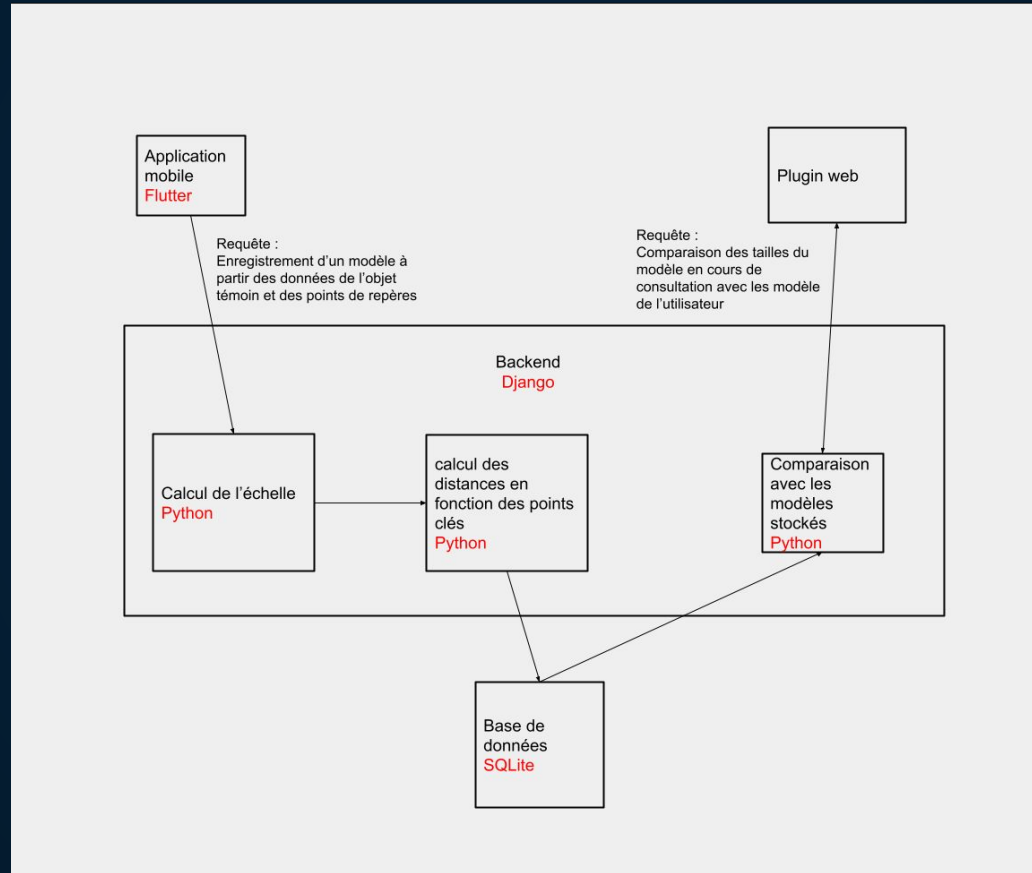 Application
mobile
Flutter
Plugin web
Requête :
Enregistrement d'un modèle à
partir des données de l'objet
témoin et des points de repères
Requête :
Comparaison des tailles du
modèle en cours de
consultation avec les modèle
de l'utilisateur
Backend
Django
Calcul de l'échelle
Python
calcul des
distances en
fonction des points
clés
Python
Comparaison
avec les
modèles
stockés
Python
Base de
données
SQLite